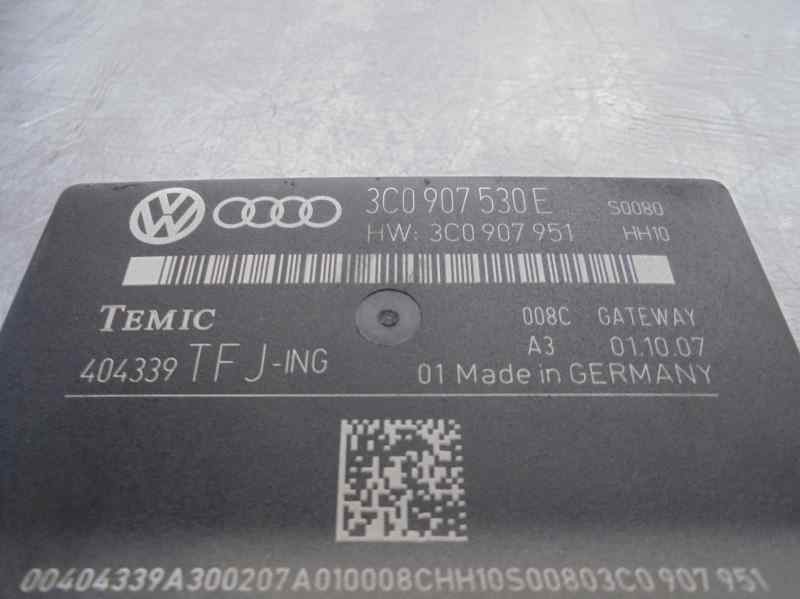 3C0 907 530 E S0080
HW: 3C0 907 951 HH10
TEMIC 008C GATEWAY
A3 01.10.07
404339 TFJ-ING 01 Made in GERMANY
00404339A300207A010008CHH10S00803C0 907 951